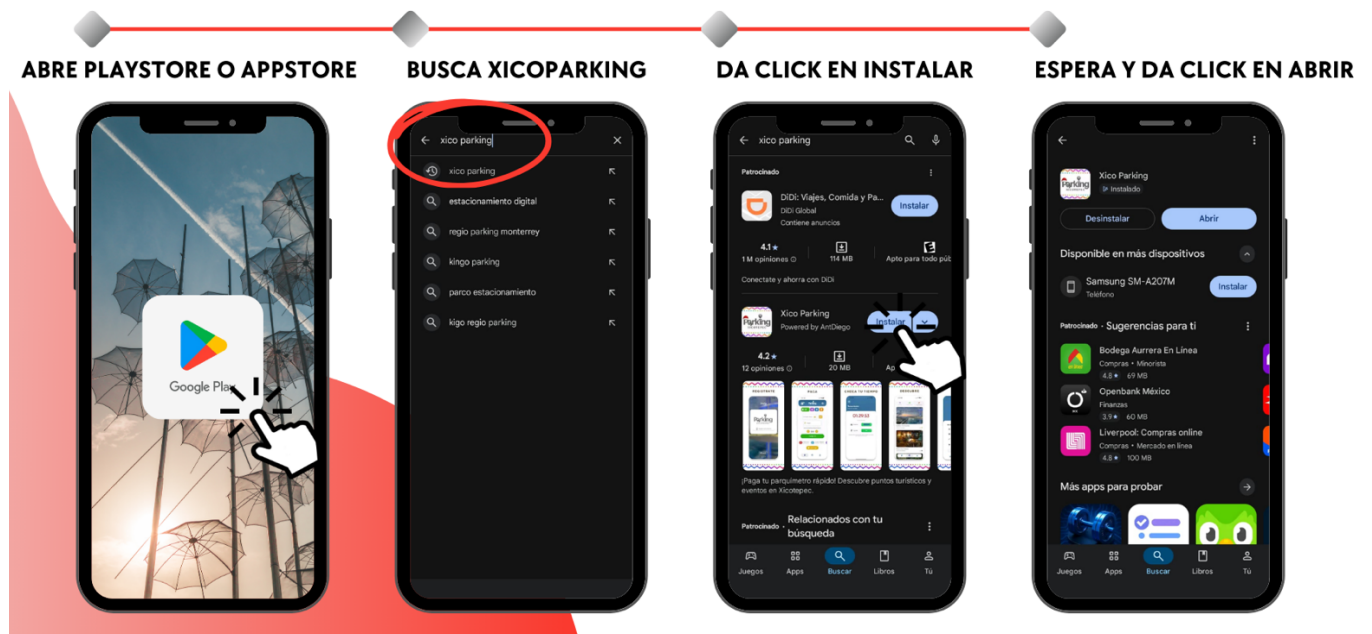 ABRE PLAYSTORE O APPSTORE
Google Play
BUSCA XICOPARKING
xico parking
xico parking
estacionamiento digital
regio parking monterrey
kingo parking
parco estacionamiento
kigo regio parking
DA CLICK EN INSTALAR
xico parking
Patrocinado
DiDi: Viajes, Comida y Pa...
DiDi Global
Contiene anuncios
Instalar
4.1★
1 M opiniones
114 MB
Apto para todo púb
Conectate y ahorra con DiDi
Parking
Xico Parking
Powered by AntDiego
Instalar
4.2★
12 opiniones
20 MB
Ap
¡Paga tu parquímetro rápido! Descubre puntos turísticos y
eventos en Xicotepec.
Patrocinado · Relacionados con tu
búsqueda
Juegos Apps Buscar Libros Tú
ESPERA Y DA CLICK EN ABRIR
Parking
Xico Parking
Instalado
Desinstalar Abrir
Disponible en más dispositivos
Samsung SM-A207M
Teléfono
Instalar
Patrocinado · Sugerencias para ti
Bodega Aurrera En Línea
Compras • Minorista
4.8★ 69 MB
Openbank México
Finanzas
3.9★ 60 MB
Liverpool: Compras online
Compras • Mercado en línea
4.8★ 100 MB
Más apps para probar
Juegos Apps Buscar Libros Tú